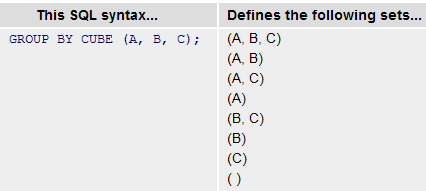 This SQL syntax... Defines the following sets...
GROUP BY CUBE (A, B, C); (A, B, C)
(A, B)
(A, C)
(A)
(B, C)
(B)
(C)
( )